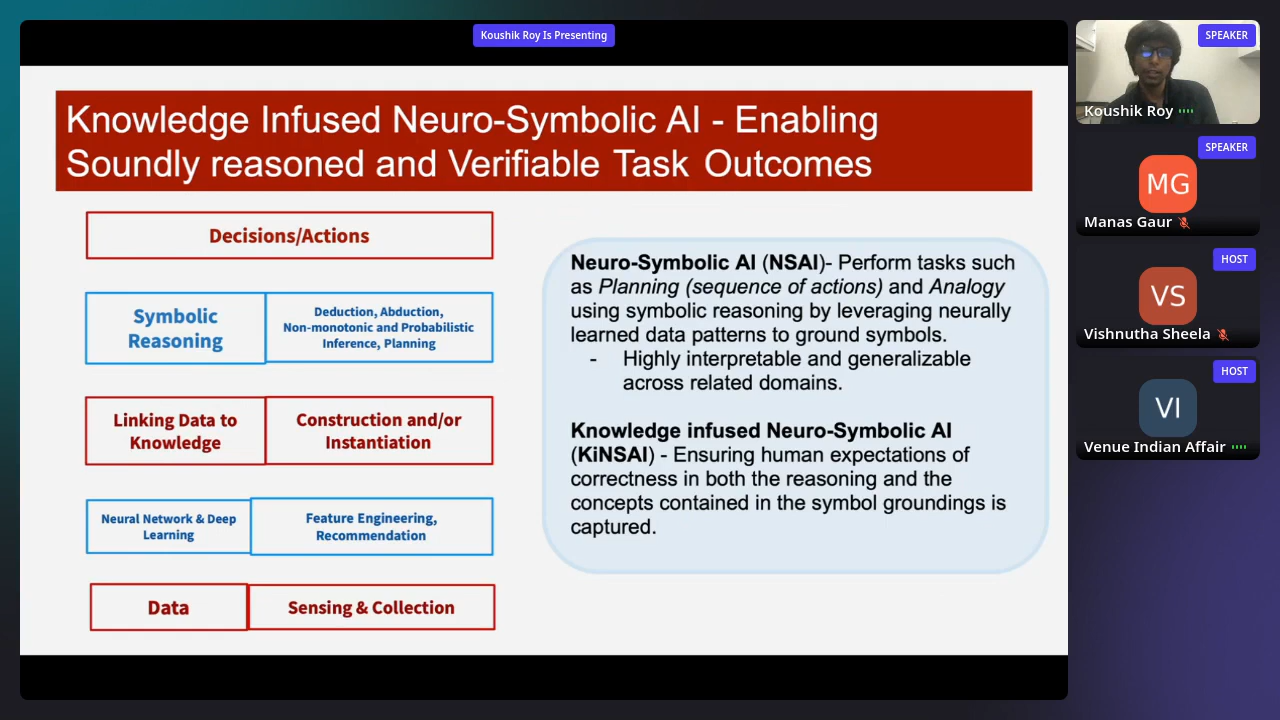 Koushik Roy Is Presenting
Knowledge Infused Neuro-Symbolic AI - Enabling
Soundly reasoned and Verifiable Task Outcomes
Decisions/Actions
Symbolic
Reasoning
Deduction, Abduction,
Non-monotonic and Probabilistic
Inference, Planning
Linking Data to
Knowledge
Construction and/or
Instantiation
Neural Network & Deep
Learning
Feature Engineering,
Recommendation
Data
Sensing & Collection
Neuro-Symbolic AI (NSAI)- Perform tasks such
as Planning (sequence of actions) and Analogy
using symbolic reasoning by leveraging neurally
learned data patterns to ground symbols.
- Highly interpretable and generalizable
across related domains.
Knowledge infused Neuro-Symbolic AI
(KiNSAI) - Ensuring human expectations of
correctness in both the reasoning and the
concepts contained in the symbol groundings is
captured.
SPEAKER
Koushik Roy
SPEAKER
MG
Manas Gaur
HOST
VS
Vishnutha Sheela
HOST
VI
Venue Indian Affair